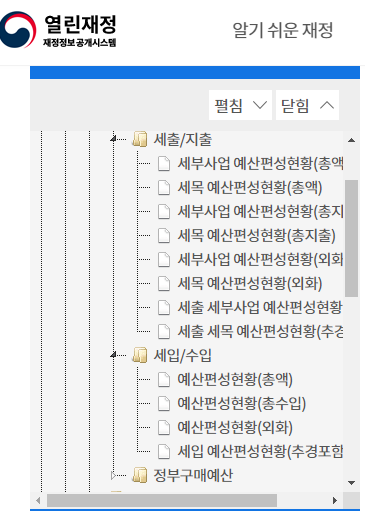 열린재정
재정정보공개시스템
알기 쉬운 재정
펼침
닫힘
세출/지출
세부사업 예산편성현황(총액
세목 예산편성현황(총액)
세부사업 예산편성현황(총지
세목 예산편성현황(총지출)
세부사업 예산편성현황(외화
세목 예산편성현황(외화)
세출 세부사업 예산편성현황
세출 세목 예산편성현황(추경
세입/수입
예산편성현황(총액)
예산편성현황(총수입)
예산편성현황(외화)
세입 예산편성현황(추경포함
정부구매예산